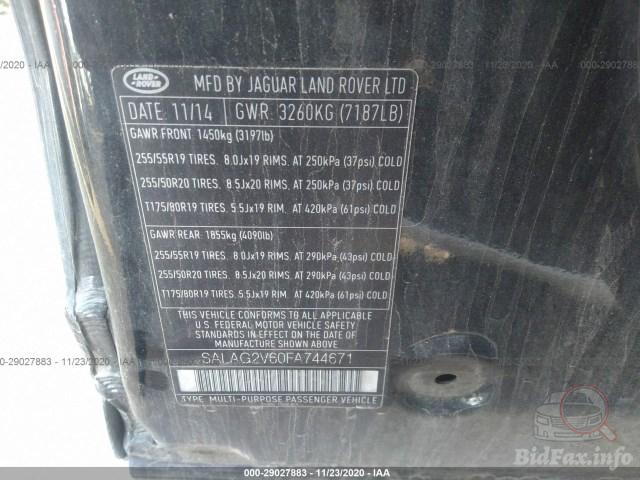 000-29027883 - 11/23/2020 - IAA
LAND
ROVER
MFD BY JAGUAR LAND ROVER LTD
DATE: 11/14 GWR: 3260KG (7187LB)
GAWR FRONT: 1450kg (3197lb)
255/55R19 TIRES. 8.0Jx19 RIMS. AT 250kPa (37psi) COLD
255/50R20 TIRES. 8.5Jx20 RIMS. AT 250kPa (37psi) COLD
T175/80R19 TIRES. 5.5Jx19 RIM. AT 420kPa (61psi) COLD
GAWR REAR: 1855kg (4090lb)
255/55R19 TIRES. 8.0Jx19 RIMS. AT 290kPa (43psi) COLD
255/50R20 TIRES. 8.5Jx20 RIMS. AT 290kPa (43psi) COLD
T175/80R19 TIRES. 5.5Jx19 RIM. AT 420kPa (61psi) COLD
THIS VEHICLE CONFORMS TO ALL APPLICABLE
U.S. FEDERAL MOTOR VEHICLE SAFETY
STANDARDS IN EFFECT ON THE DATE OF
MANUFACTURE SHOWN ABOVE
SALAG2V60FA744671
TYPE: MULTI-PURPOSE PASSENGER VEHICLE
BidFax.info
000-29027883 - 11/23/2020 - IAA